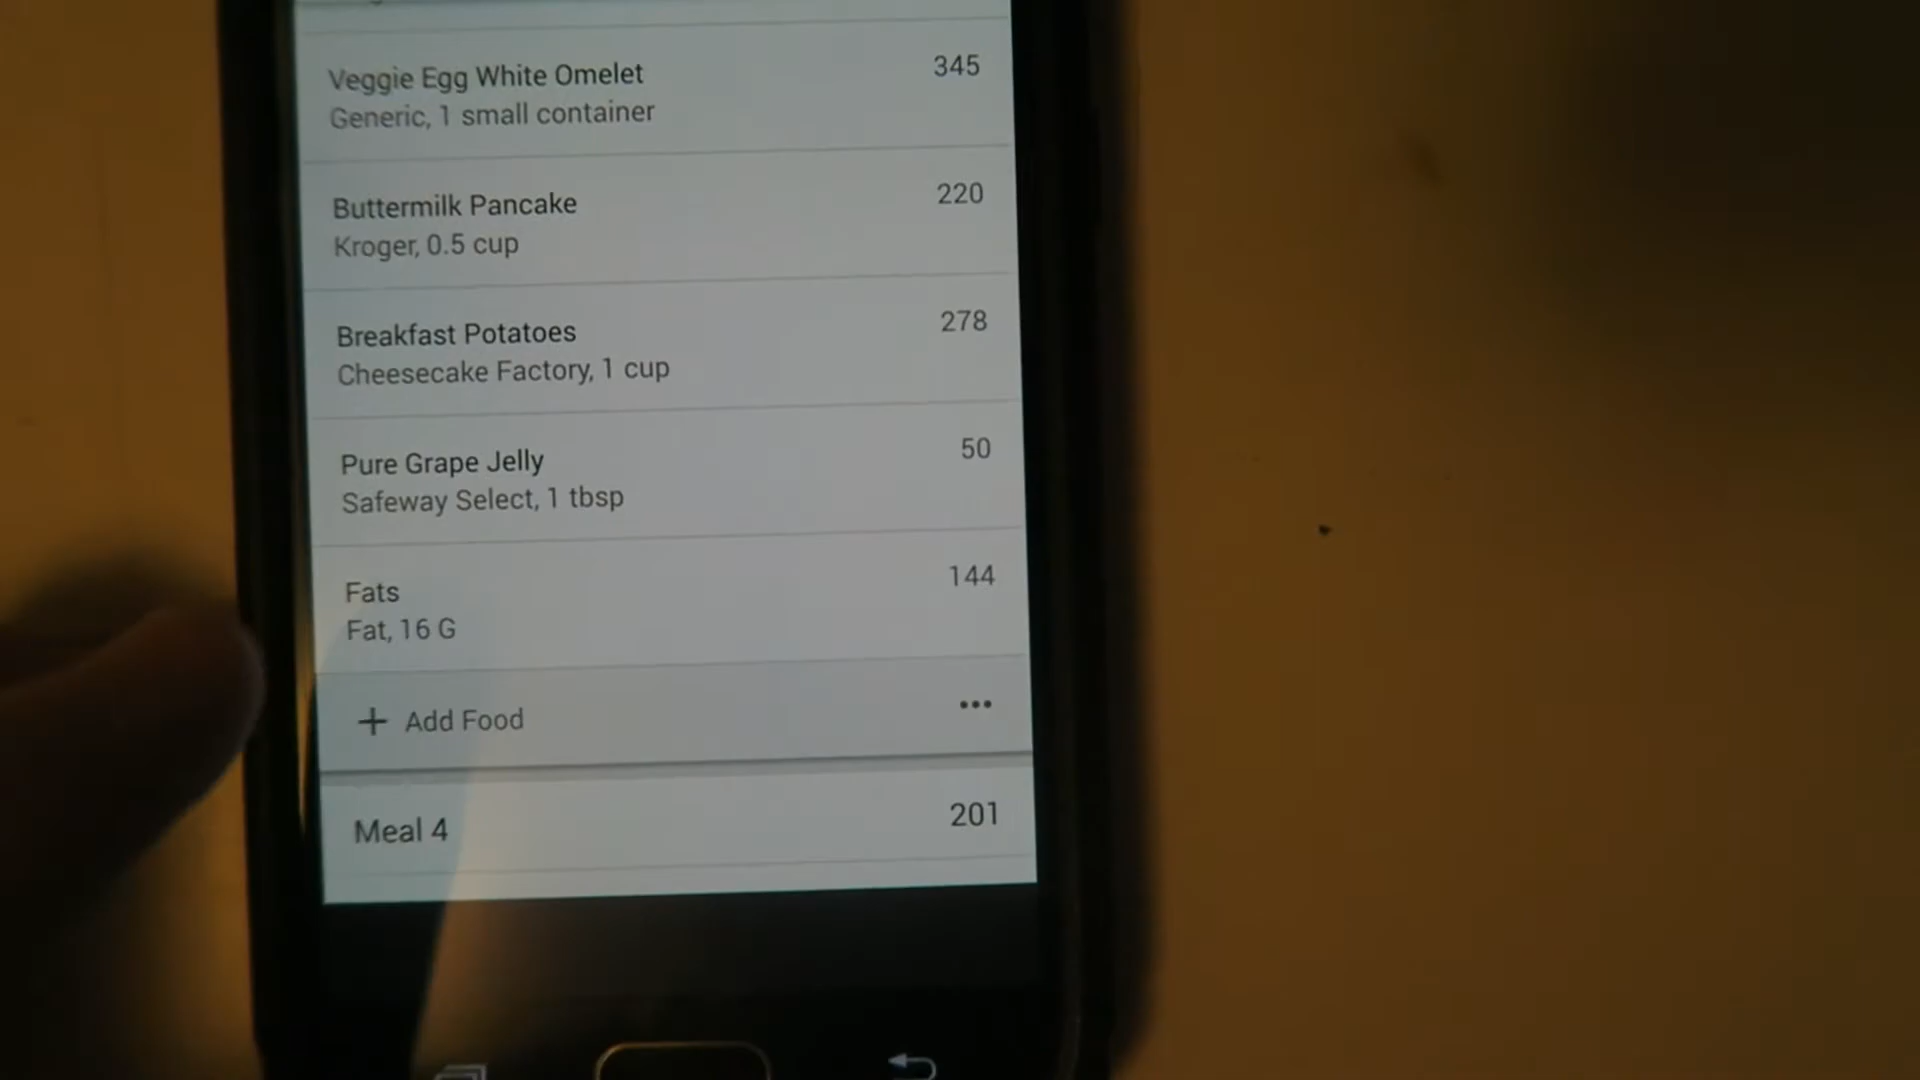 Veggie Egg White Omelet 345
Generic, 1 small container
Buttermilk Pancake 220
Kroger, 0.5 cup
Breakfast Potatoes 278
Cheesecake Factory, 1 cup
Pure Grape Jelly 50
Safeway Select, 1 tbsp
Fats 144
Fat, 16 G
+ Add Food
Meal 4 201